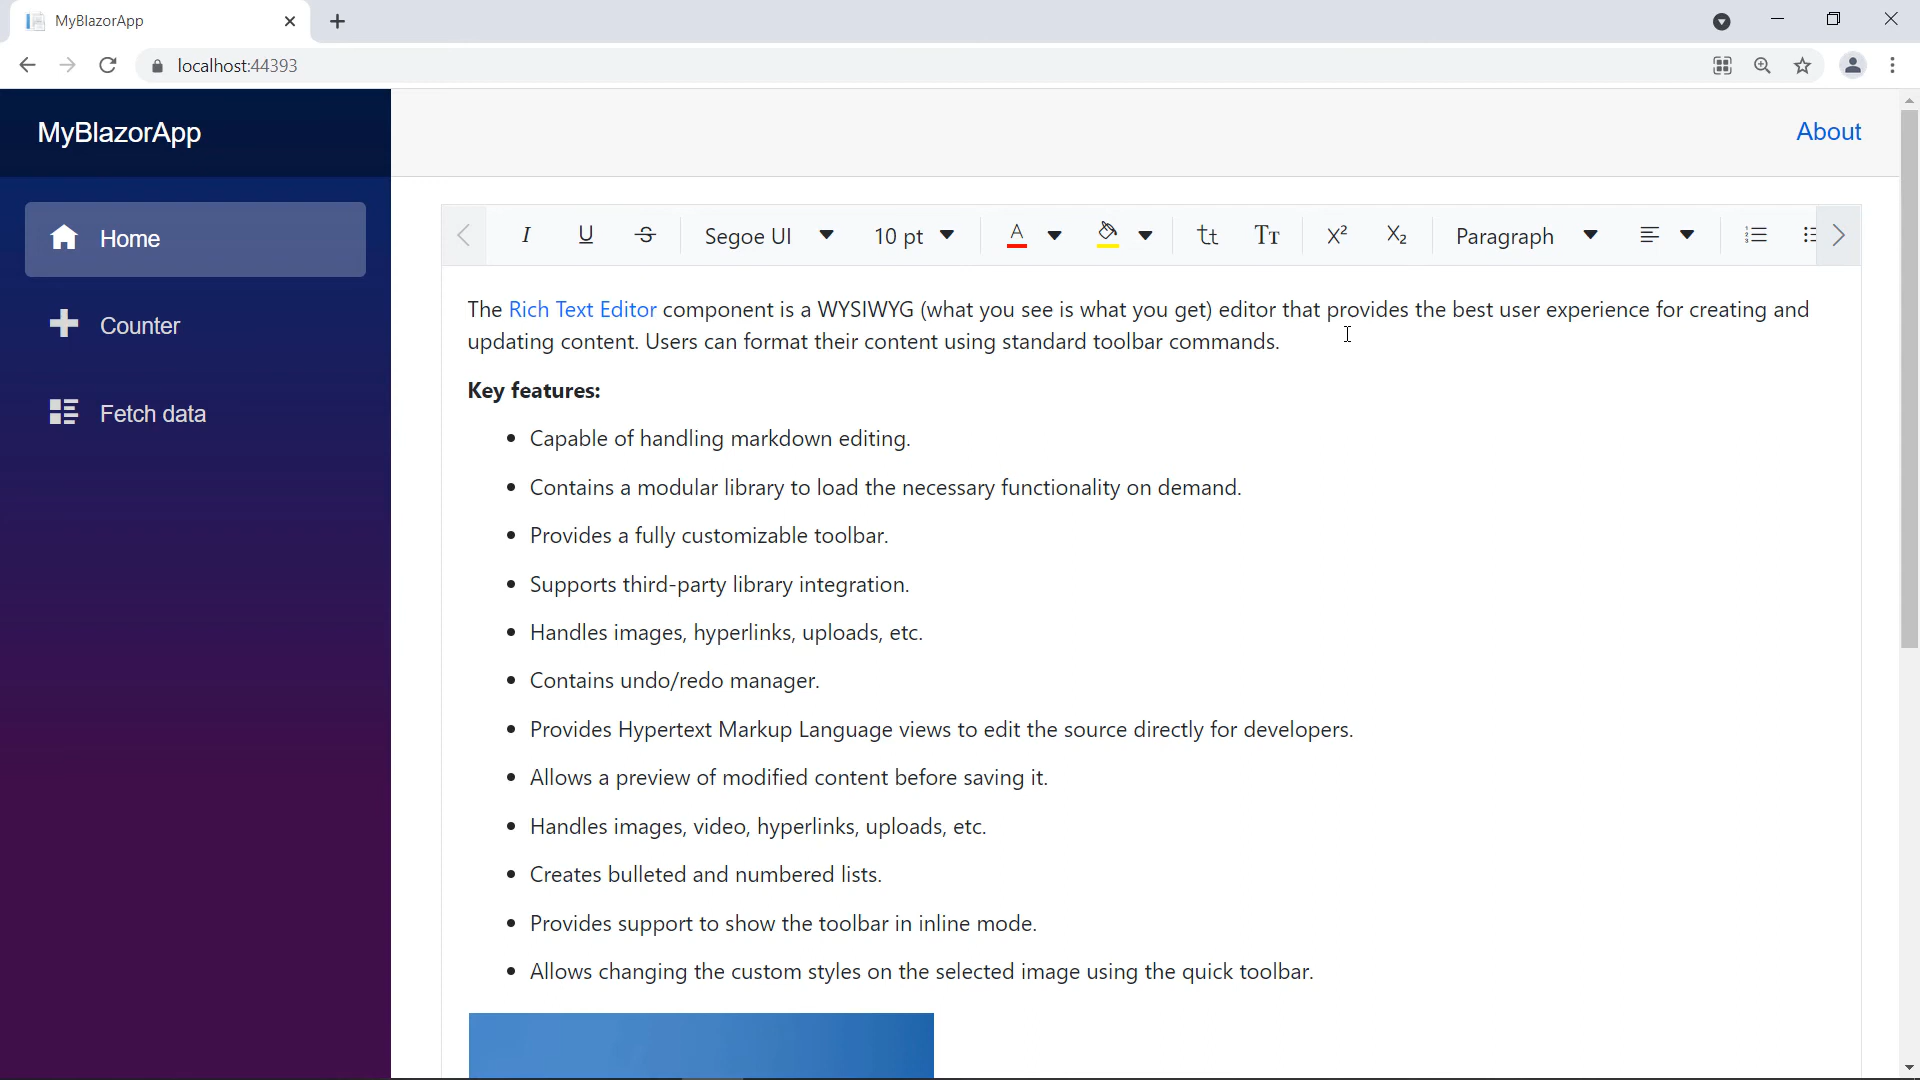 MyBlazorApp
localhost:44393
MyBlazorApp
About
Home
Counter
Fetch data
I U S Segoe UI 10 pt A tt TT X² X₂ Paragraph
The Rich Text Editor component is a WYSIWYG (what you see is what you get) editor that provides the best user experience for creating and
updating content. Users can format their content using standard toolbar commands.
Key features:
• Capable of handling markdown editing.
• Contains a modular library to load the necessary functionality on demand.
• Provides a fully customizable toolbar.
• Supports third-party library integration.
• Handles images, hyperlinks, uploads, etc.
• Contains undo/redo manager.
• Provides Hypertext Markup Language views to edit the source directly for developers.
• Allows a preview of modified content before saving it.
• Handles images, video, hyperlinks, uploads, etc.
• Creates bulleted and numbered lists.
• Provides support to show the toolbar in inline mode.
• Allows changing the custom styles on the selected image using the quick toolbar.